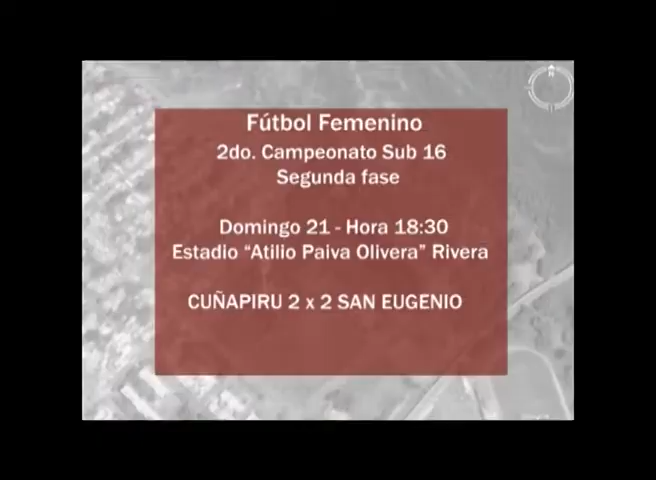 Fútbol Femenino
2do. Campeonato Sub 16
Segunda fase
Domingo 21 - Hora 18:30
Estadio “Atilio Paiva Olivera” Rivera
CUÑAPIRU 2 x 2 SAN EUGENIO